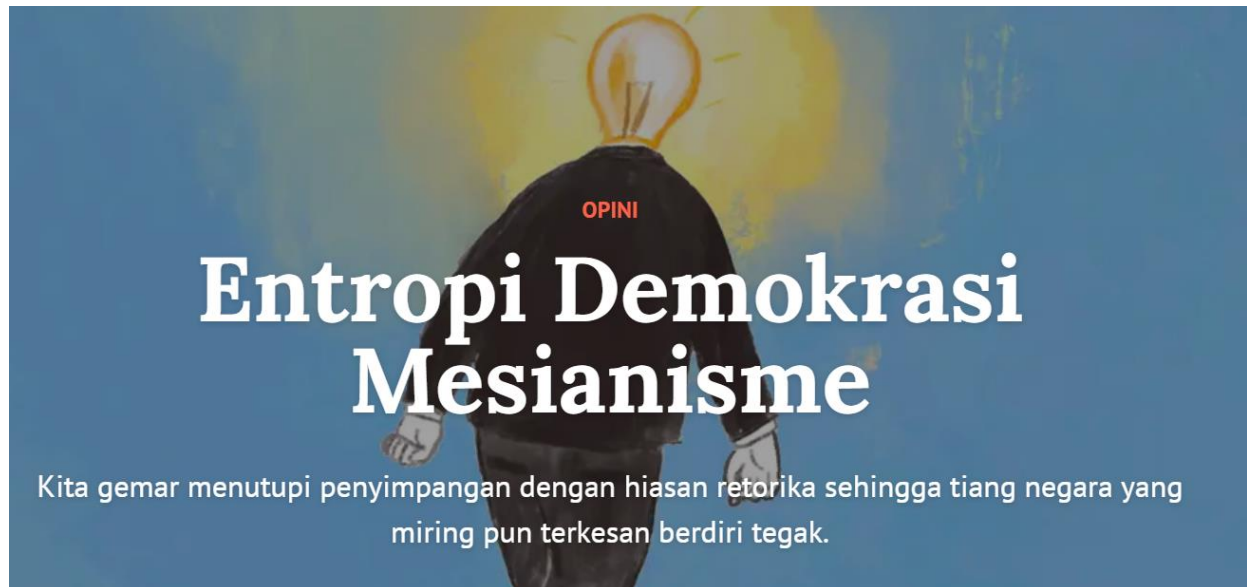 OPINI
Entropi Demokrasi
Mesianisme
Kita gemar menutupi penyimpangan dengan hiasan retorika sehingga tiang negara yang
miring pun terkesan berdiri tegak.